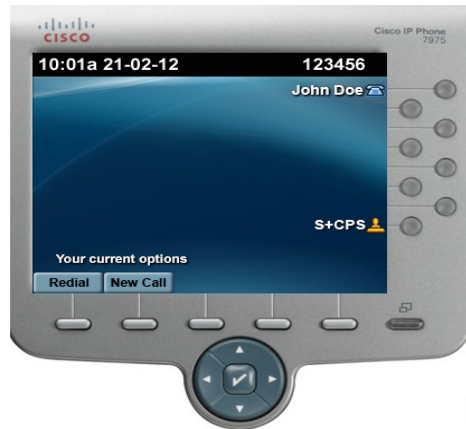 CISCO
Cisco IP Phone
7975
10:01a 21-02-12 123456
John Doe
S+CPS
Your current options
Redial New Call